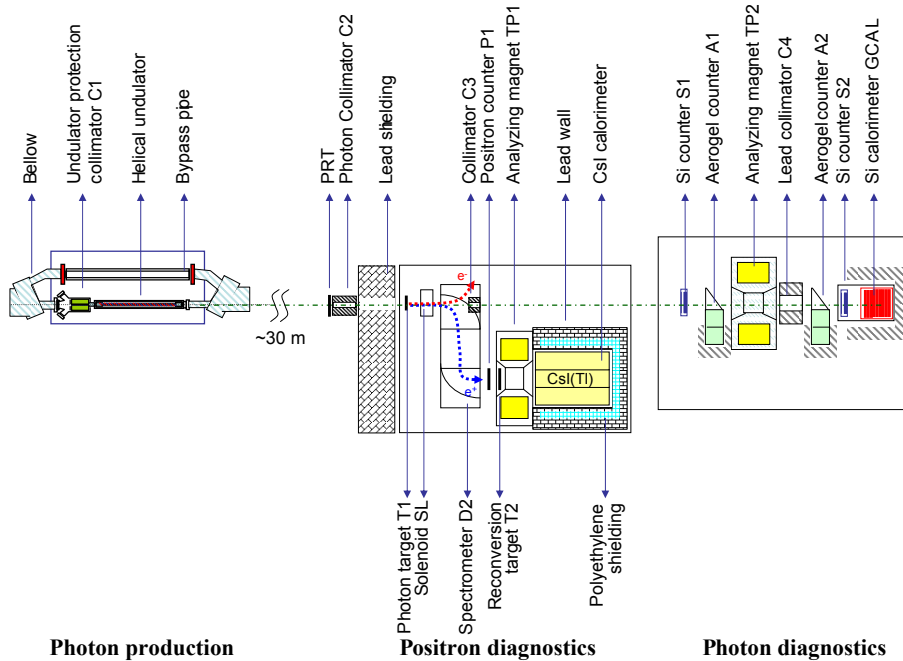 Bellow
Undulator protection
collimator C1
Helical undulator
Bypass pipe
PRT
Photon Collimator C2
Lead shielding
Collimator C3
Positron counter P1
Analyzing magnet TP1
Lead wall
CsI calorimeter
Si counter S1
Aerogel counter A1
Analyzing magnet TP2
Lead collimator C4
Aerogel counter A2
Si counter S2
Si calorimeter GCAL
~30 m
e-
e+
CsI(Tl)
Photon target T1
Solenoid SL
Spectrometer D2
Reconversion
target T2
Polyethylene
shielding
Photon production
Positron diagnostics
Photon diagnostics